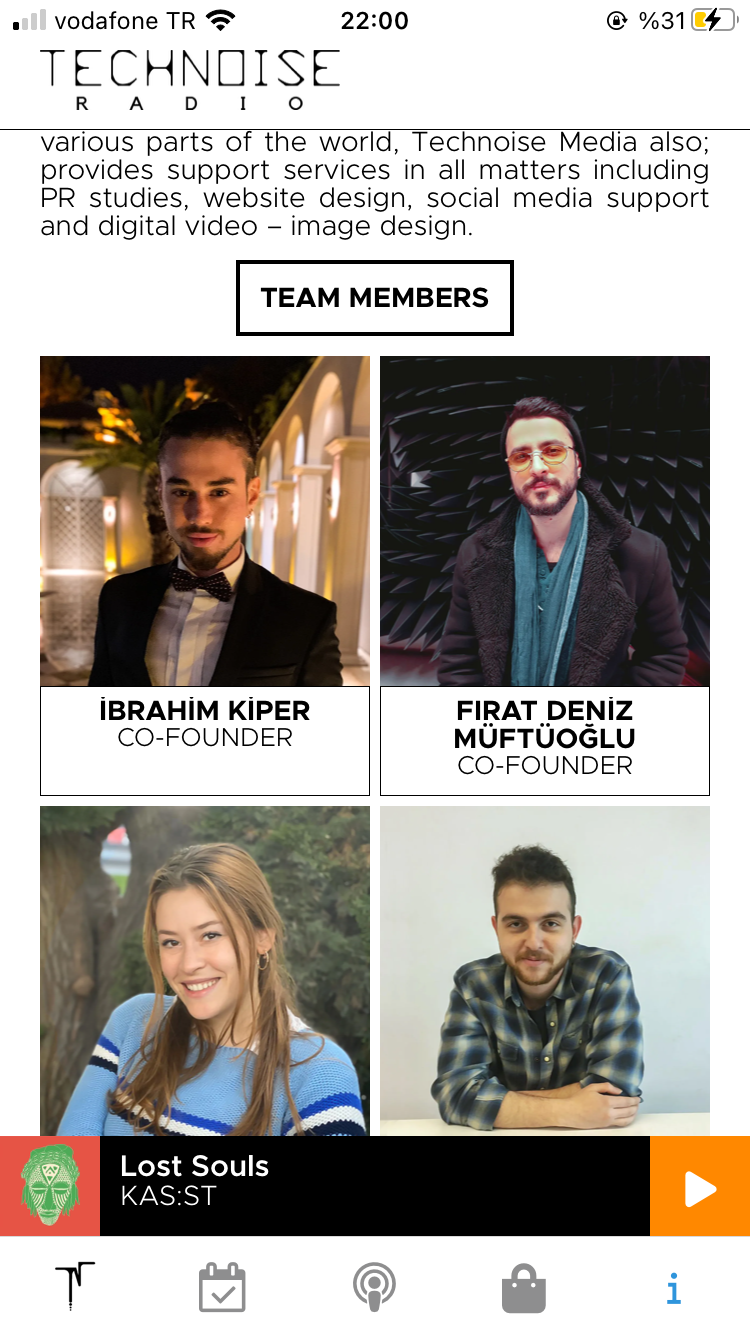 vodafone TR
22:00
%31
TECHNOISE
RADIO
various parts of the world, Technoise Media also;
provides support services in all matters including
PR studies, website design, social media support
and digital video – image design.
TEAM MEMBERS
İBRAHİM KİPER
CO-FOUNDER
FIRAT DENİZ
MÜFTÜOĞLU
CO-FOUNDER
Lost Souls
KAS:ST